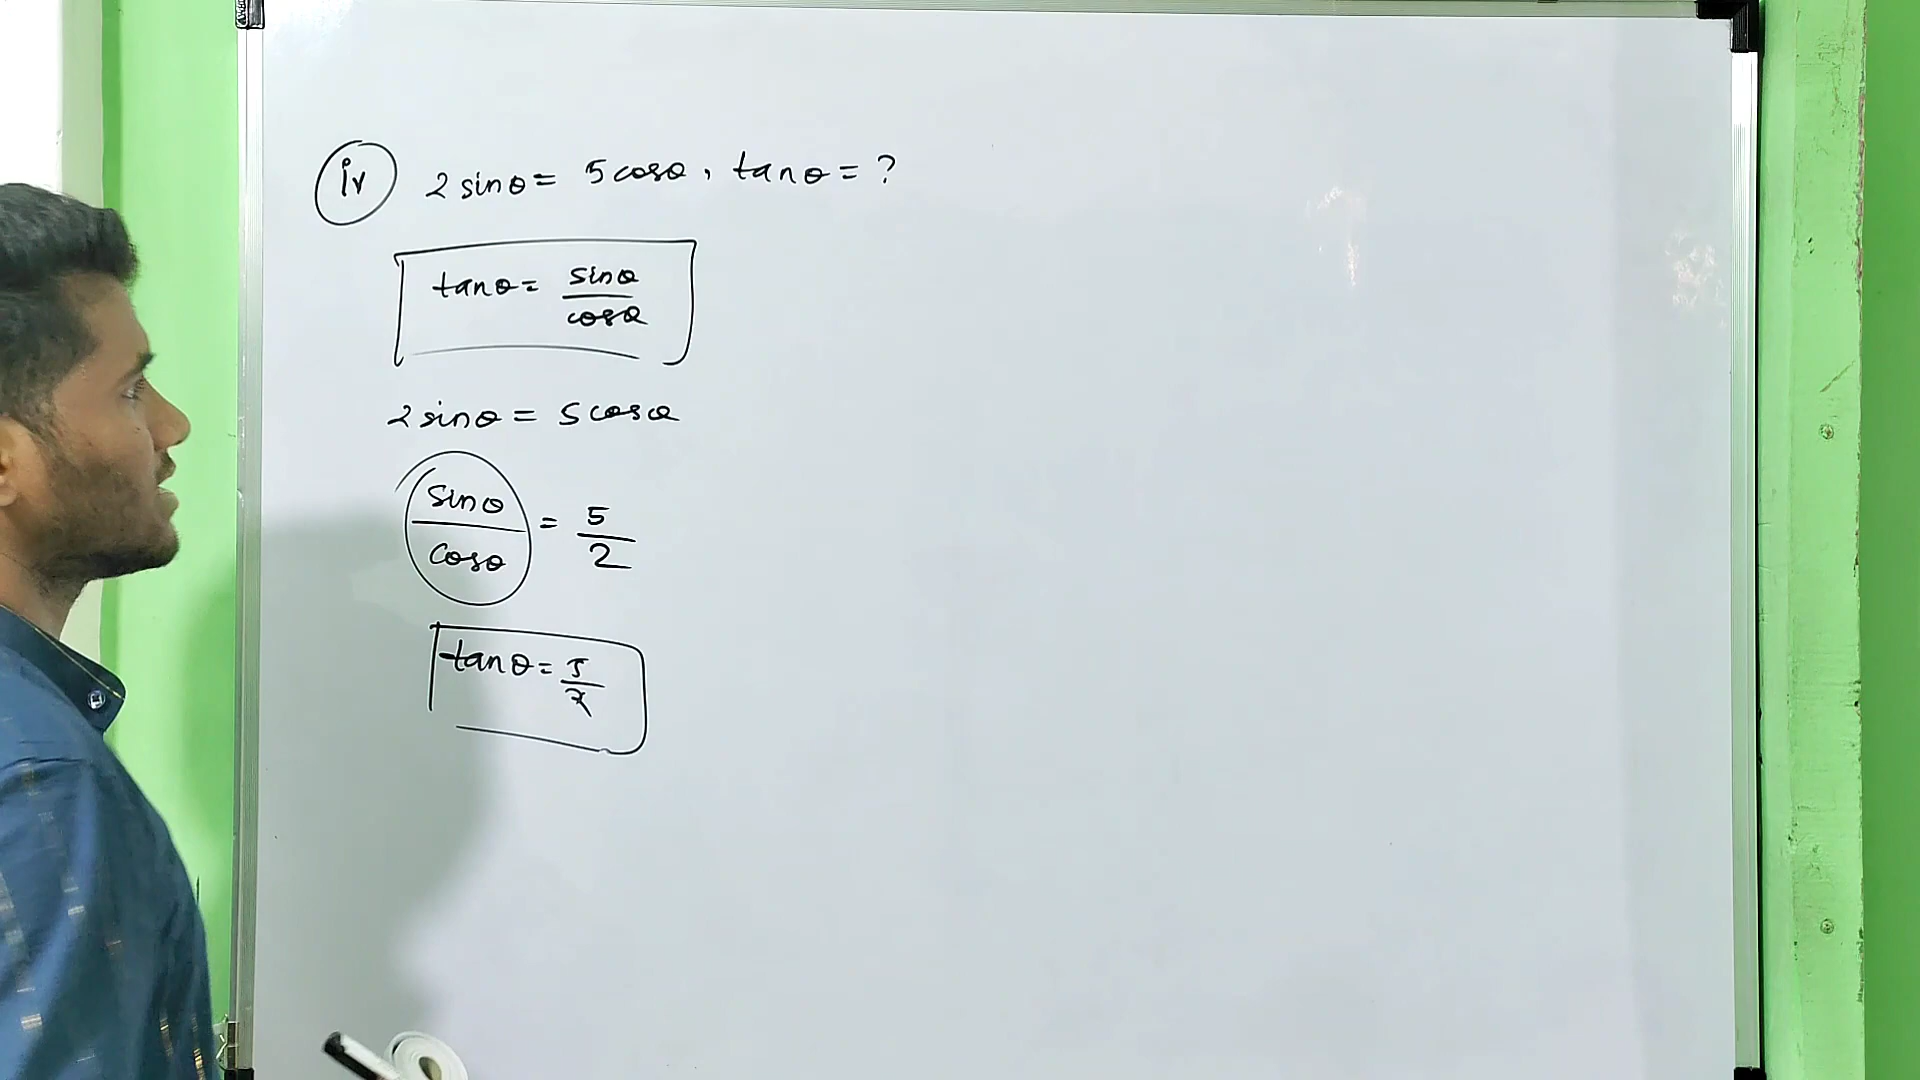 iv 2 sinθ = 5 cosθ, tanθ = ?
tanθ = sinθ/cosθ
2 sinθ = 5 cosθ
sinθ/cosθ = 5/2
tanθ = 5/2